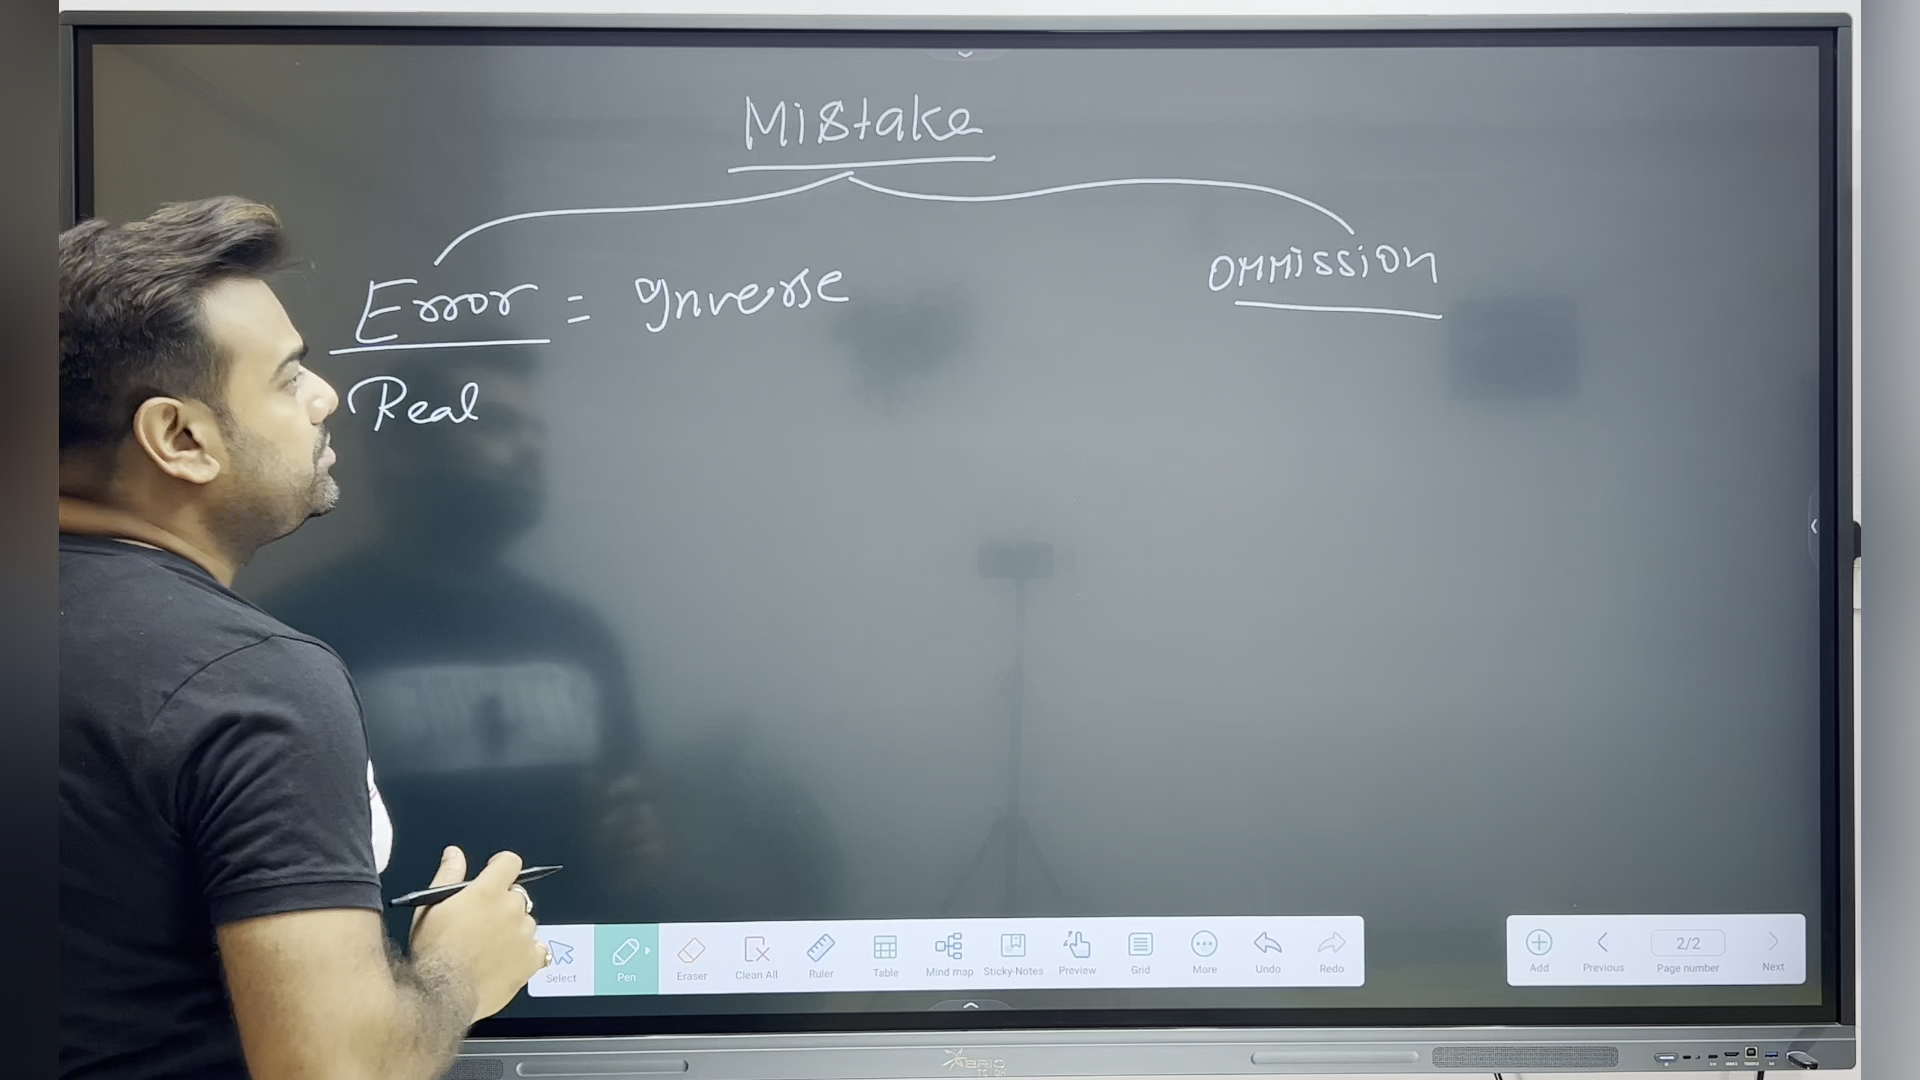 Mistake
Error = Inverse
OMMISSION
Real
Select
Pen
Eraser
Clean All
Ruler
Table
Mind map
Sticky-Notes
Preview
Grid
More
Undo
Redo
Add
Previous
2/2
Page number
Next